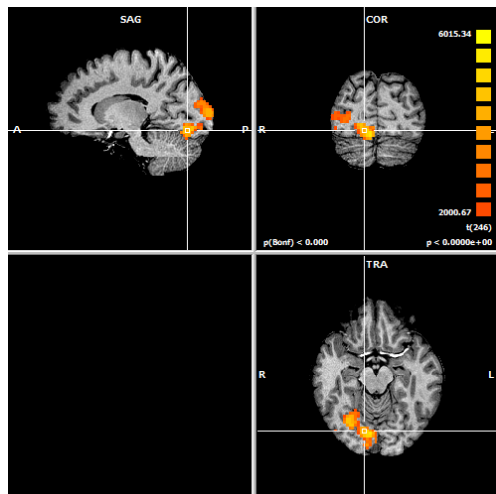 SAG
A
P
COR
6015.34
R
2000.67
t(246)
p(Bonf) < 0.000
p < 0.0000e+00
TRA
R
L